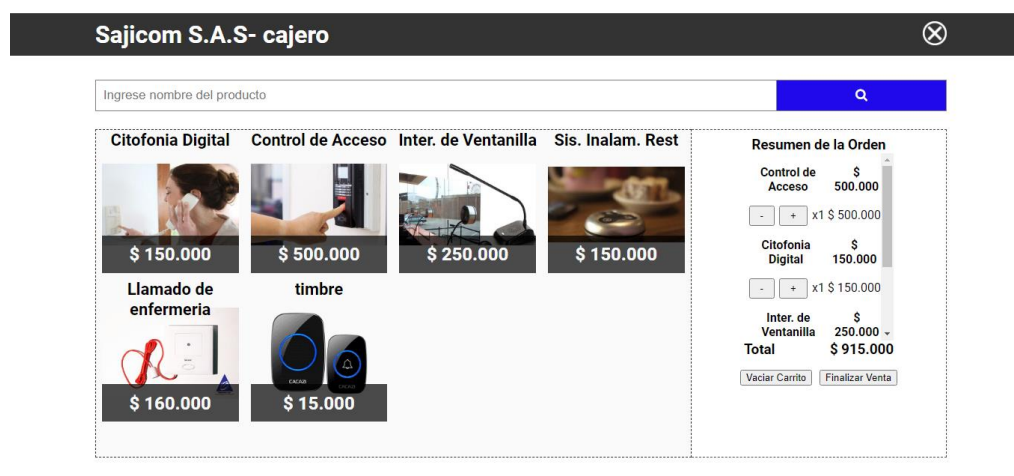 Sajicom S.A.S- cajero
Ingrese nombre del producto
Citofonia Digital
Control de Acceso
Inter. de Ventanilla
Sis. Inalam. Rest
$ 150.000
$ 500.000
$ 250.000
$ 150.000
Llamado de
enfermeria
timbre
CACAZI
CACAZI
$ 160.000
$ 15.000
Resumen de la Orden
Control de $
Acceso 500.000
- + x1 $ 500.000
Citofonia $
Digital 150.000
- + x1 $ 150.000
Inter. de $
Ventanilla 250.000
Total $ 915.000
Vaciar Carrito Finalizar Venta